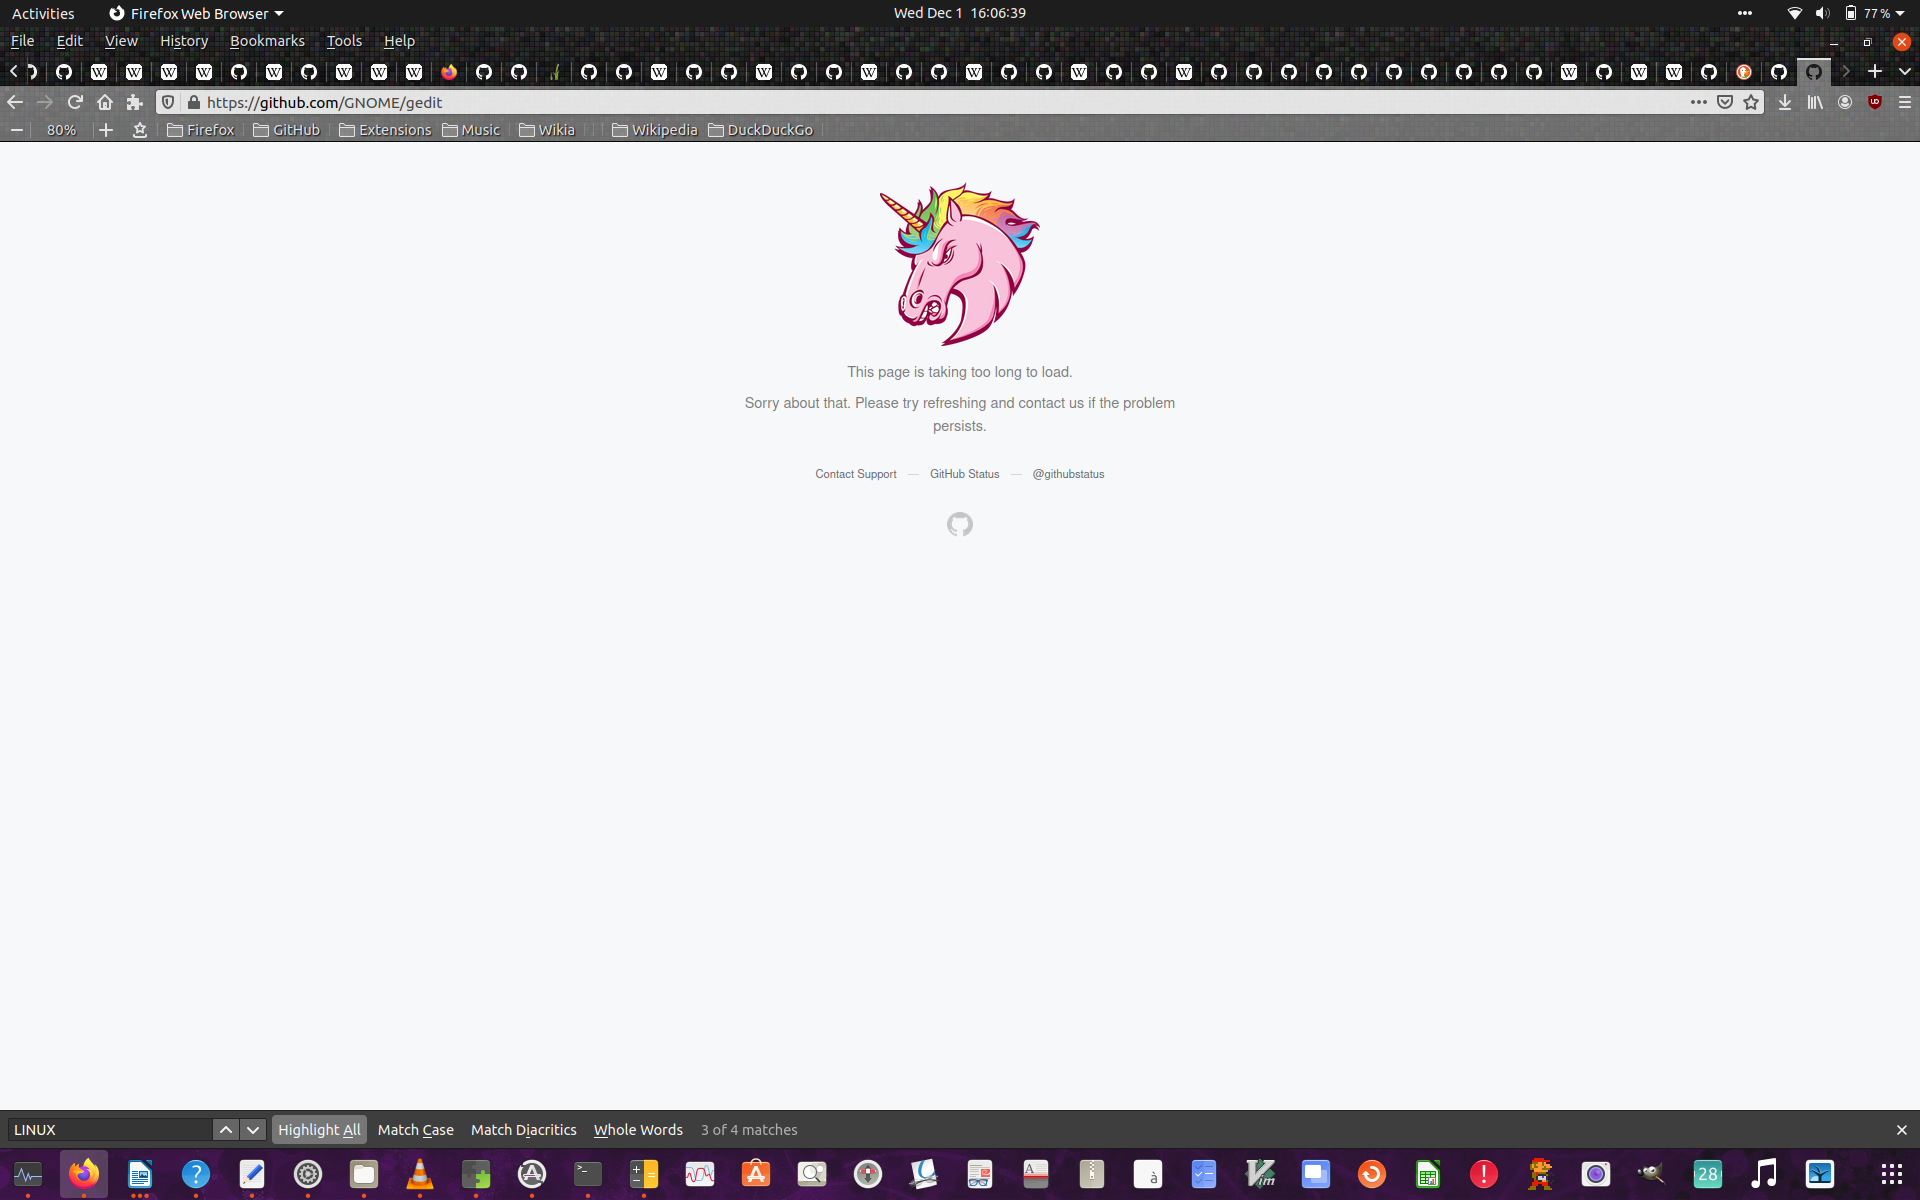 Activities Firefox Web Browser Wed Dec 1 16:06:39 77 %
File Edit View History Bookmarks Tools Help
https://github.com/GNOME/gedit
80% Firefox GitHub Extensions Music Wikia Wikipedia DuckDuckGo
This page is taking too long to load.
Sorry about that. Please try refreshing and contact us if the problem
persists.
Contact Support — GitHub Status — @githubstatus
LINUX Highlight All Match Case Match Diacritics Whole Words 3 of 4 matches
28